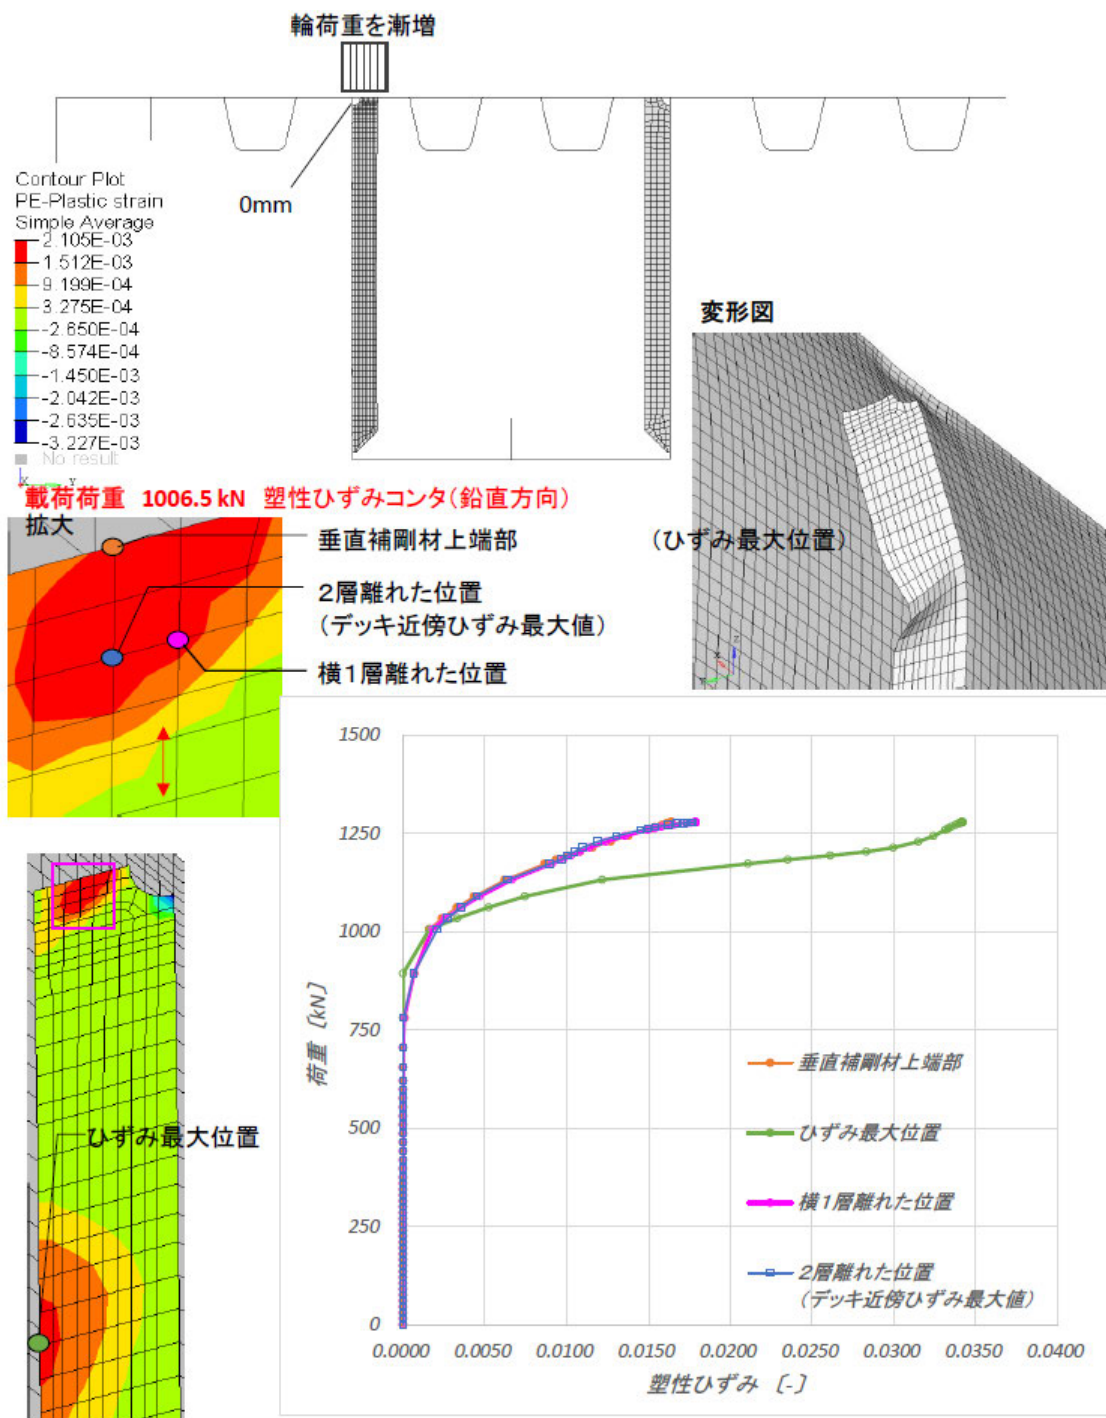 輪荷重を漸増
0mm
Contour Plot
PE-Plastic strain
Simple Average
2.105E-03
1.512E-03
9.199E-04
3.275E-04
-2.650E-04
-8.574E-04
-1.450E-03
-2.042E-03
-2.635E-03
-3.227E-03
No result
X
Y
変形図
載荷荷重 1006.5 kN 塑性ひずみコンタ(鉛直方向)
拡大
垂直補剛材上端部
(ひずみ最大位置)
2層離れた位置
(デッキ近傍ひずみ最大値)
横1層離れた位置
Z
X
Y
ひずみ最大位置
1500
1250
1000
750
500
250
0
荷重 [kN]
0.0000 0.0050 0.0100 0.0150 0.0200 0.0250 0.0300 0.0350 0.0400
塑性ひずみ [-]
垂直補剛材上端部
ひずみ最大位置
横1層離れた位置
2層離れた位置
(デッキ近傍ひずみ最大値)